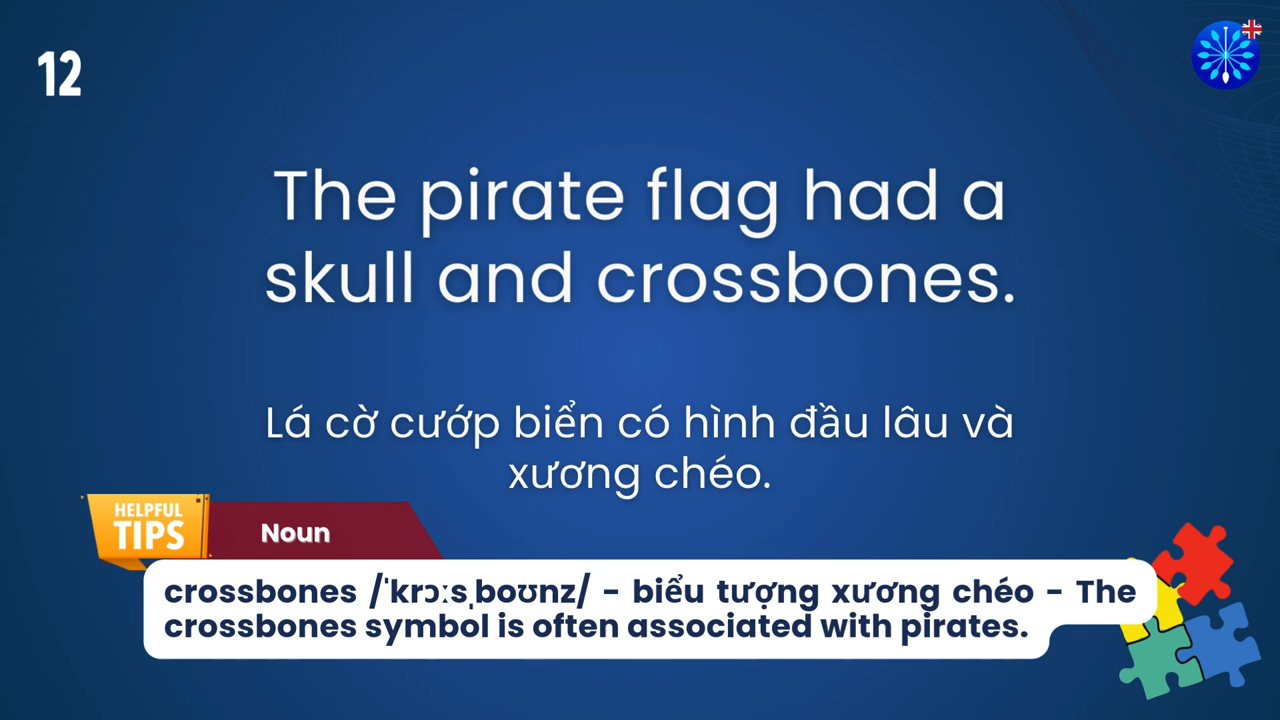 12
The pirate flag had a
skull and crossbones.
Lá cờ cướp biển có hình đầu lâu và
xương chéo.
HELPFUL
TIPS
Noun
crossbones /ˈkrɔːsˌboʊnz/ - biểu tượng xương chéo - The
crossbones symbol is often associated with pirates.